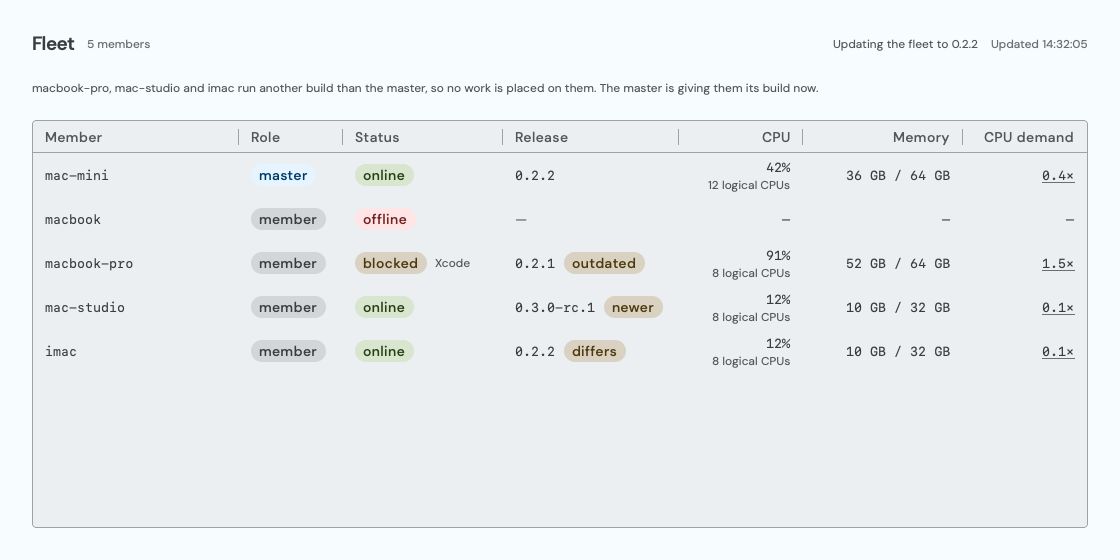 Fleet 5 members Updating the fleet to 0.2.2 Updated 14:32:05
macbook-pro, mac-studio and imac run another build than the master, so no work is placed on them. The master is giving them its build now.
Member Role Status Release CPU Memory CPU demand
mac-mini master online 0.2.2 42% 36 GB / 64 GB 0.4×
12 logical CPUs
macbook member offline — — — —
macbook-pro member blocked Xcode 0.2.1 outdated 91% 52 GB / 64 GB 1.5×
8 logical CPUs
mac-studio member online 0.3.0-rc.1 newer 12% 10 GB / 32 GB 0.1×
8 logical CPUs
imac member online 0.2.2 differs 12% 10 GB / 32 GB 0.1×
8 logical CPUs